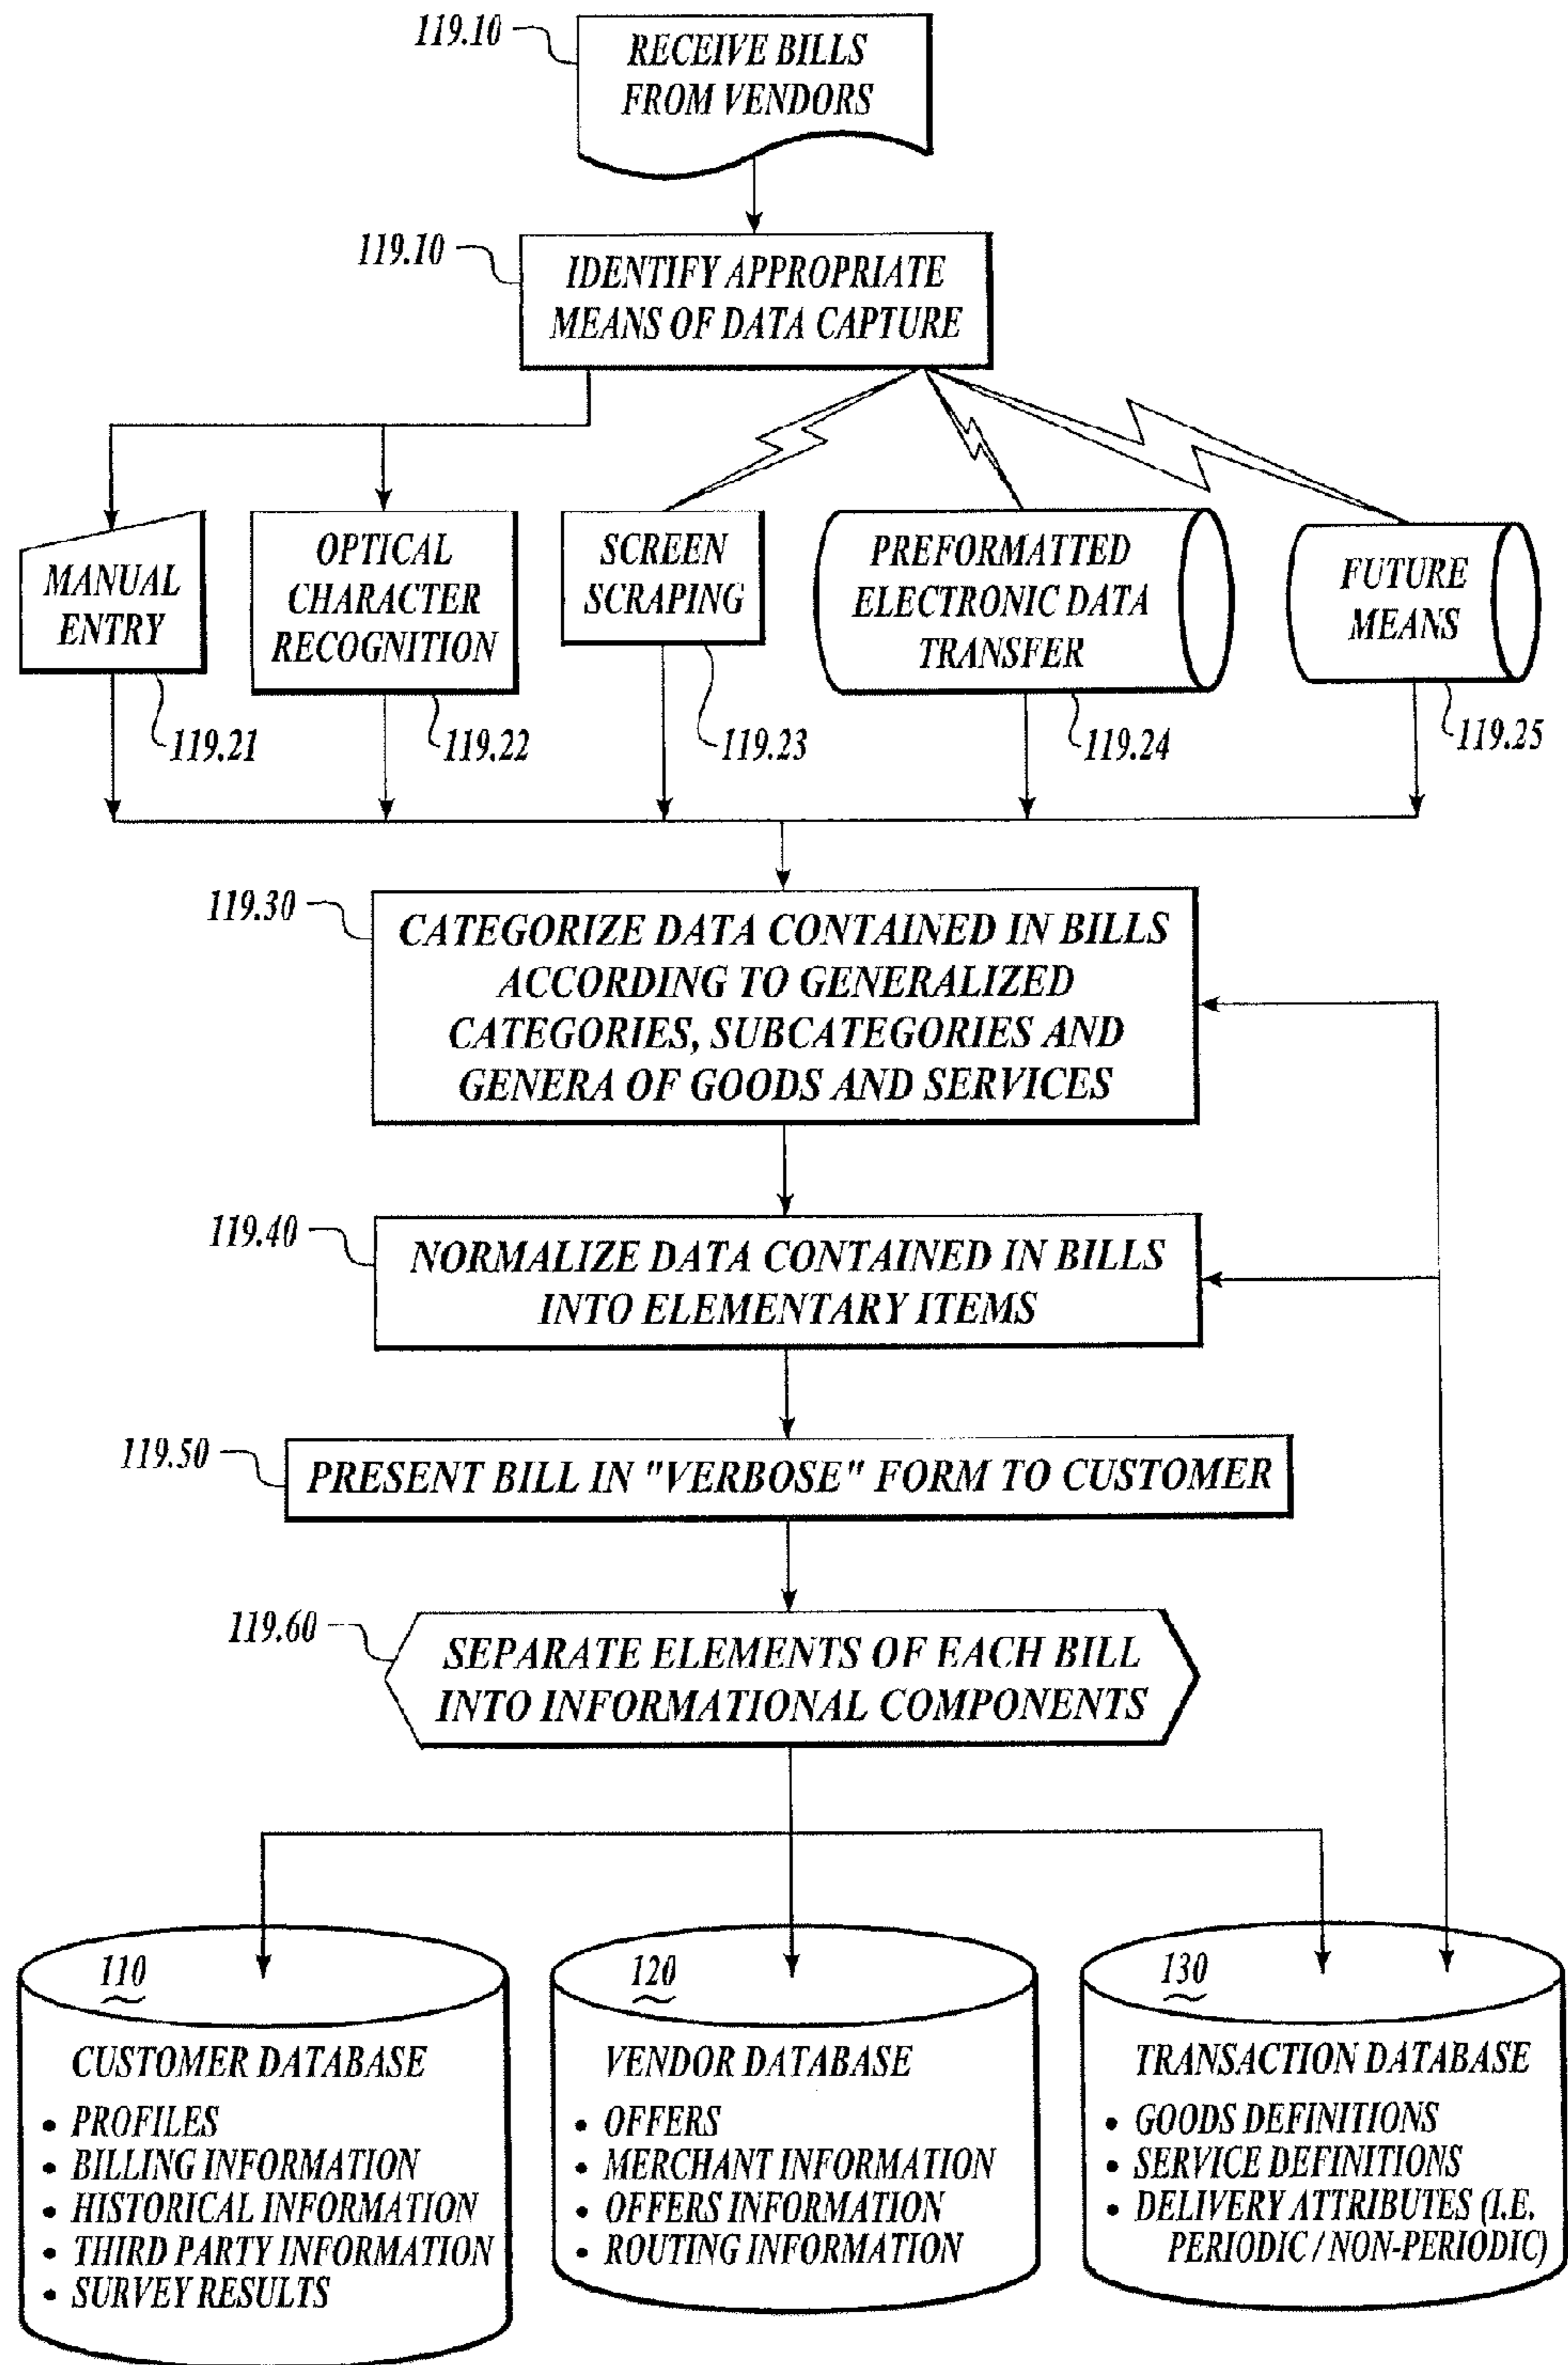 119.10
RECEIVE BILLS
FROM VENDORS
119.10
IDENTIFY APPROPRIATE
MEANS OF DATA CAPTURE
MANUAL
ENTRY
119.21
OPTICAL
CHARACTER
RECOGNITION
119.22
SCREEN
SCRAPING
119.23
PREFORMATTED
ELECTRONIC DATA
TRANSFER
119.24
FUTURE
MEANS
119.25
119.30
CATEGORIZE DATA CONTAINED IN BILLS
ACCORDING TO GENERALIZED
CATEGORIES, SUBCATEGORIES AND
GENERA OF GOODS AND SERVICES
119.40
NORMALIZE DATA CONTAINED IN BILLS
INTO ELEMENTARY ITEMS
119.50
PRESENT BILL IN "VERBOSE" FORM TO CUSTOMER
119.60
SEPARATE ELEMENTS OF EACH BILL
INTO INFORMATIONAL COMPONENTS
110
CUSTOMER DATABASE
• PROFILES
• BILLING INFORMATION
• HISTORICAL INFORMATION
• THIRD PARTY INFORMATION
• SURVEY RESULTS
120
VENDOR DATABASE
• OFFERS
• MERCHANT INFORMATION
• OFFERS INFORMATION
• ROUTING INFORMATION
130
TRANSACTION DATABASE
• GOODS DEFINITIONS
• SERVICE DEFINITIONS
• DELIVERY ATTRIBUTES (I.E.
PERIODIC / NON-PERIODIC)